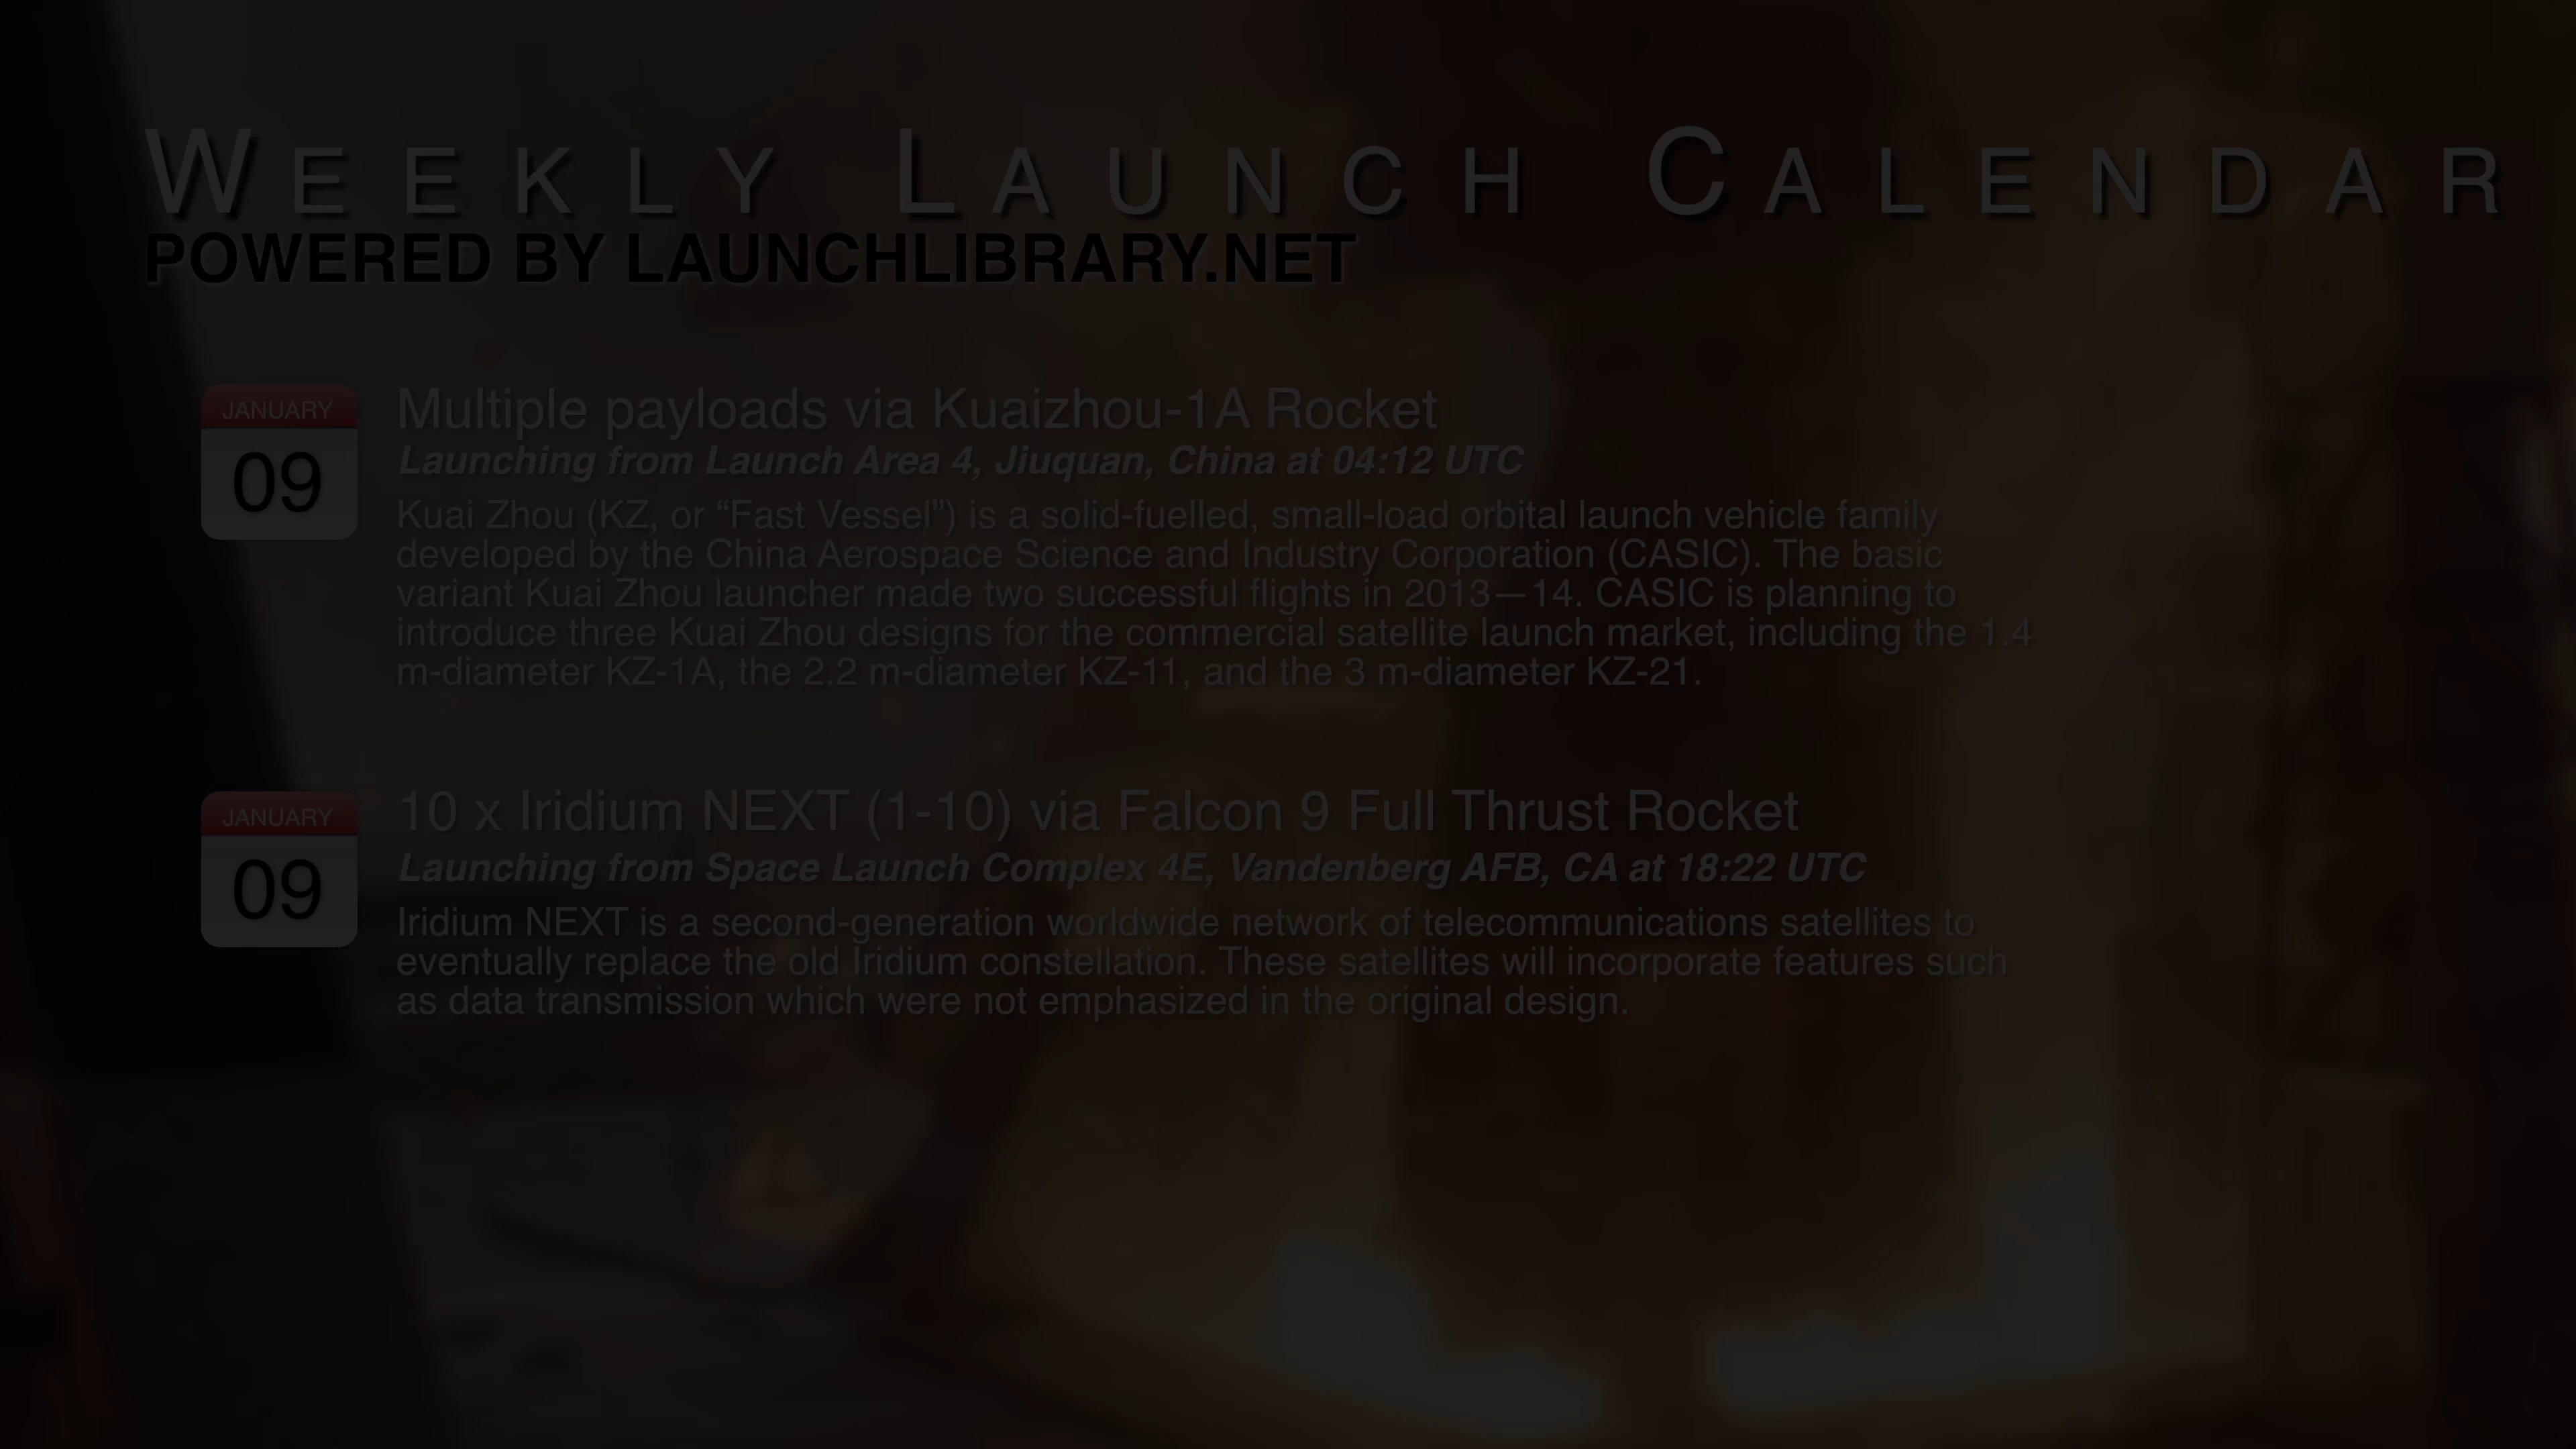 WEEKLY LAUNCH CALENDAR
POWERED BY LAUNCHLIBRARY.NET
JANUARY
09
Multiple payloads via Kuaizhou-1A Rocket
Launching from Launch Area 4, Jiuquan, China at 04:12 UTC
Kuai Zhou (KZ, or “Fast Vessel”) is a solid-fuelled, small-load orbital launch vehicle family
developed by the China Aerospace Science and Industry Corporation (CASIC). The basic
variant Kuai Zhou launcher made two successful flights in 2013—14. CASIC is planning to
introduce three Kuai Zhou designs for the commercial satellite launch market, including the 1.4
m-diameter KZ-1A, the 2.2 m-diameter KZ-11, and the 3 m-diameter KZ-21.
JANUARY
09
10 x Iridium NEXT (1-10) via Falcon 9 Full Thrust Rocket
Launching from Space Launch Complex 4E, Vandenberg AFB, CA at 18:22 UTC
Iridium NEXT is a second-generation worldwide network of telecommunications satellites to
eventually replace the old Iridium constellation. These satellites will incorporate features such
as data transmission which were not emphasized in the original design.